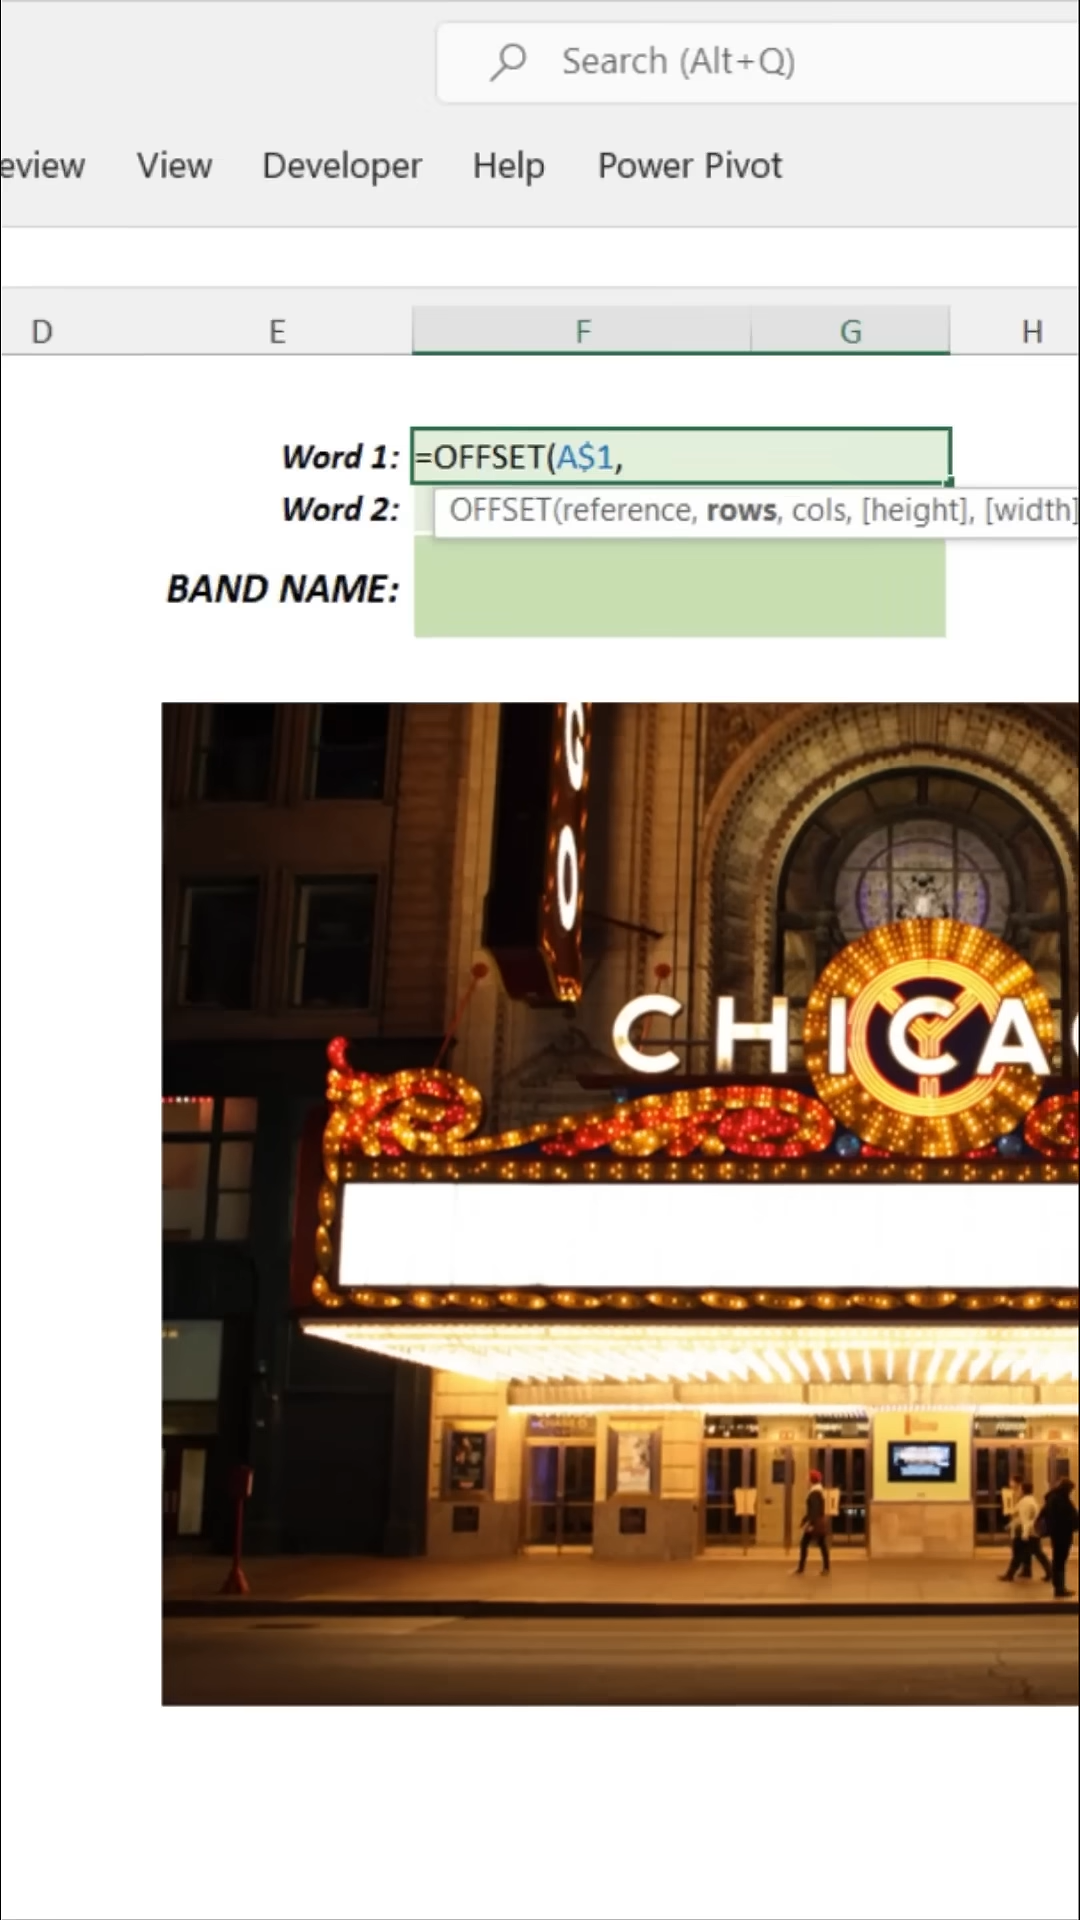 Search (Alt+Q)
eview View Developer Help Power Pivot
D E F G H
Word 1: =OFFSET(A$1,
Word 2: OFFSET(reference, rows, cols, [height], [width]
BAND NAME:
G
O
CHICA